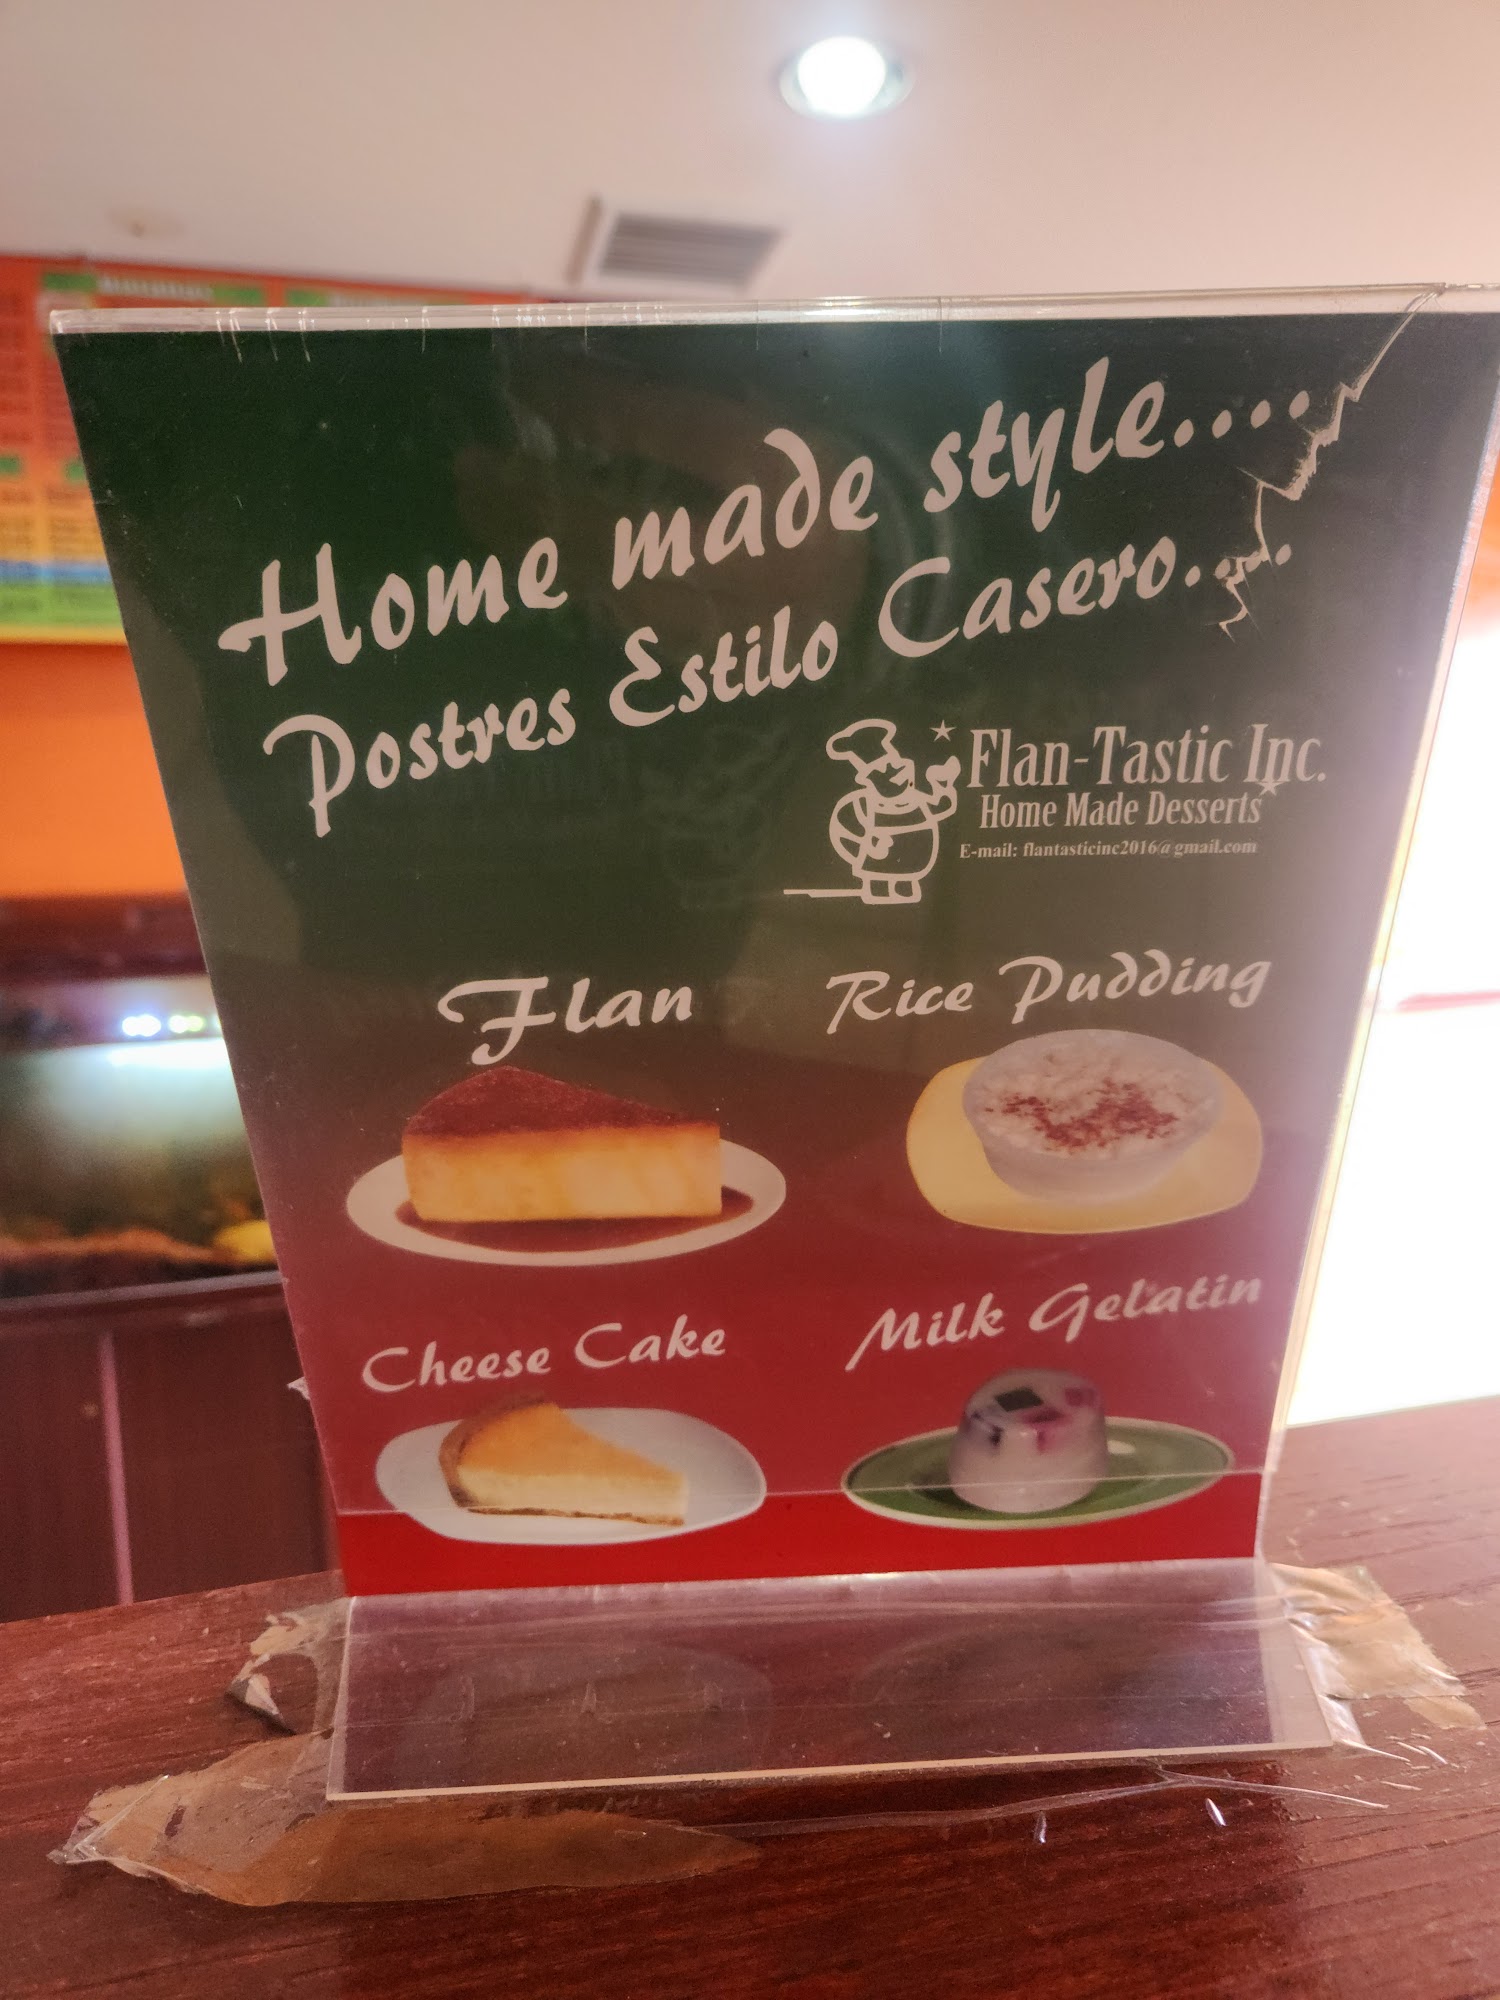 Home made style....
Postres Estilo Casero....
Flan-Tastic Inc.
Home Made Desserts
E-mail: flantasticinc2016@gmail.com
Flan
Rice Pudding
Cheese Cake
Milk Gelatin